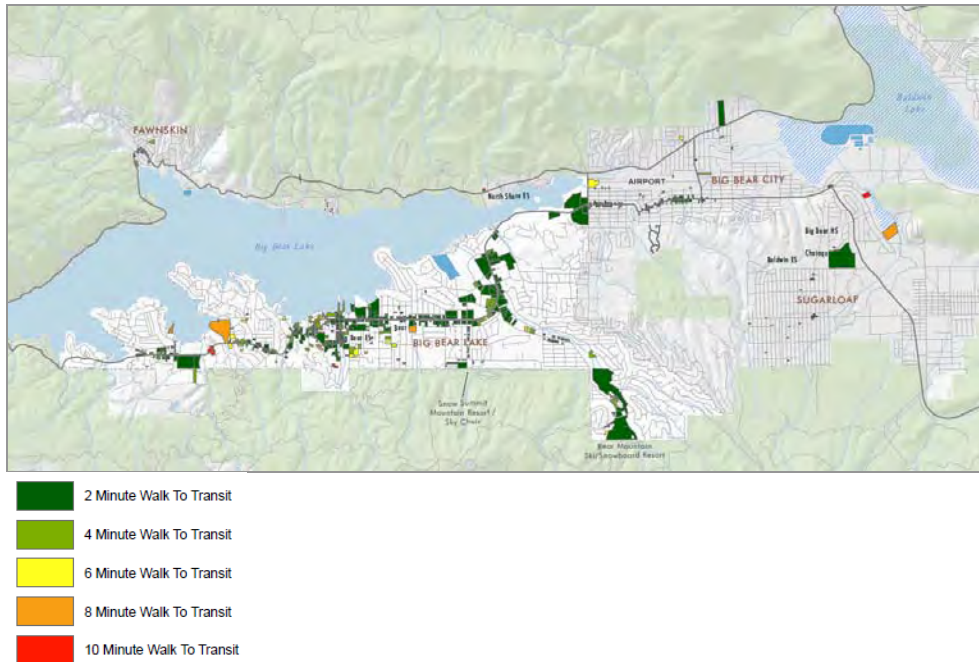 FAWNSKIN
Baldwin
Lake
AIRPORT
BIG BEAR CITY
North Shore ES
Big Bear Lake
Big Bear HS
Baldwin ES
SUGARLOAF
Bear
BIG BEAR LAKE
Snow Summit
Mountain Resort /
Sky Chair
Bear Mountain
Ski/Snowboard Resort
2 Minute Walk To Transit
4 Minute Walk To Transit
6 Minute Walk To Transit
8 Minute Walk To Transit
10 Minute Walk To Transit